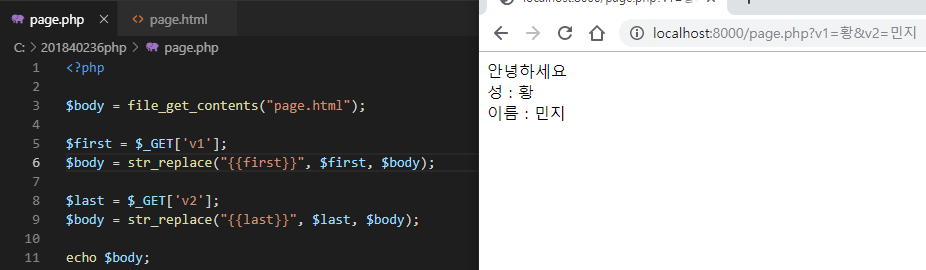 page.php
page.html
C: > 201840236php > page.php
1 <?php
2
3 $body = file_get_contents("page.html");
4
5 $first = $_GET['v1'];
6 $body = str_replace("{{first}}", $first, $body);
7
8 $last = $_GET['v2'];
9 $body = str_replace("{{last}}", $last, $body);
10
11 echo $body;
localhost:8000/page.php?v1=황&v2=민지
안녕하세요
성 : 황
이름 : 민지